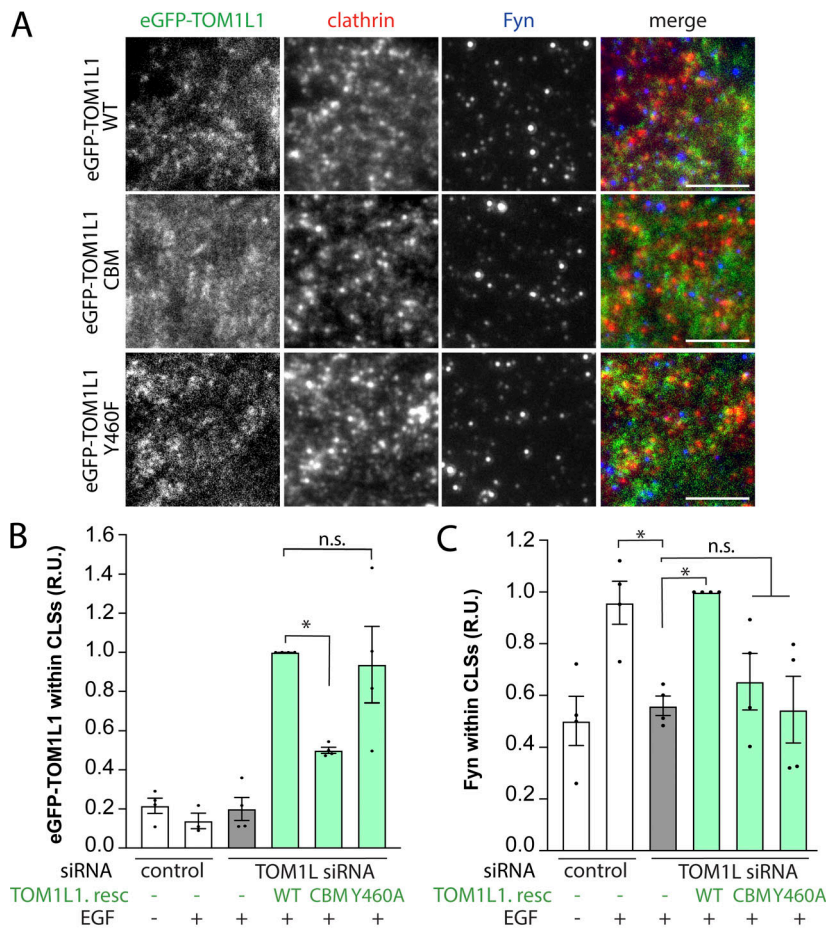 A
eGFP-TOM1L1 clathrin Fyn merge
eGFP-TOM1L1
WT
eGFP-TOM1L1
CBM
eGFP-TOM1L1
Y460F
B
eGFP-TOM1L1 within CLSs (R.U.)
1.6
1.4
1.2
1.0
0.8
0.6
0.4
0.2
0.0
n.s.
*
siRNA control TOM1L siRNA
TOM1L1. resc - - - WT CBM Y460A
EGF - + + + + +
C
Fyn within CLSs (R.U.)
1.2
1.0
0.8
0.6
0.4
0.2
0.0
*
n.s.
*
siRNA control TOM1L siRNA
TOM1L1. resc - - - WT CBM Y460A
EGF - + + + + +